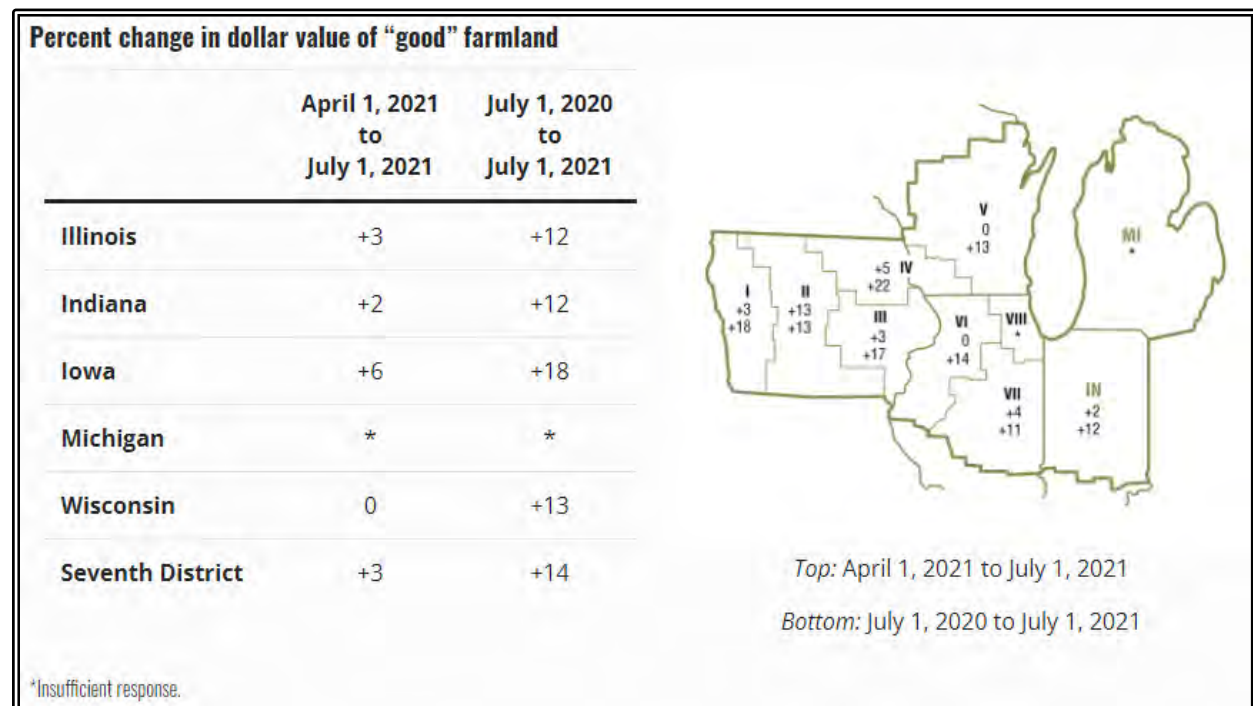 Percent change in dollar value of “good” farmland
April 1, 2021 to July 1, 2021
July 1, 2020 to July 1, 2021
Illinois +3 +12
Indiana +2 +12
Iowa +6 +18
Michigan * *
Wisconsin 0 +13
Seventh District +3 +14
*Insufficient response.
V
0
+13
MI
*
+5 IV
+22
I
+3
+18
II
+13
+13
III
+3
+17
VI
0
+14
VIII
*
VII
+4
+11
IN
+2
+12
Top: April 1, 2021 to July 1, 2021
Bottom: July 1, 2020 to July 1, 2021